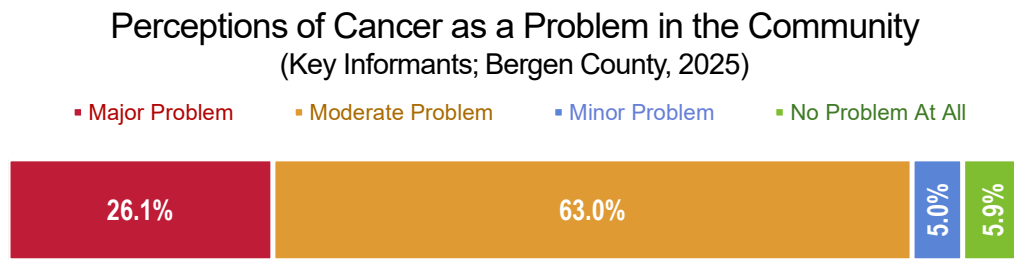 Perceptions of Cancer as a Problem in the Community
(Key Informants; Bergen County, 2025)
Major Problem Moderate Problem Minor Problem No Problem At All
26.1% 63.0% 5.0% 5.9%